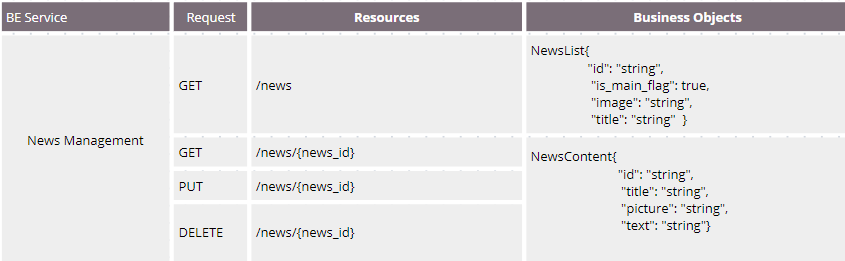 BE Service Request Resources Business Objects
News Management
GET /news
NewsList{
"id": "string",
"is_main_flag": true,
"image": "string",
"title": "string" }
GET /news/{news_id}
PUT /news/{news_id}
DELETE /news/{news_id}
NewsContent{
"id": "string",
"title": "string",
"picture": "string",
"text": "string"}